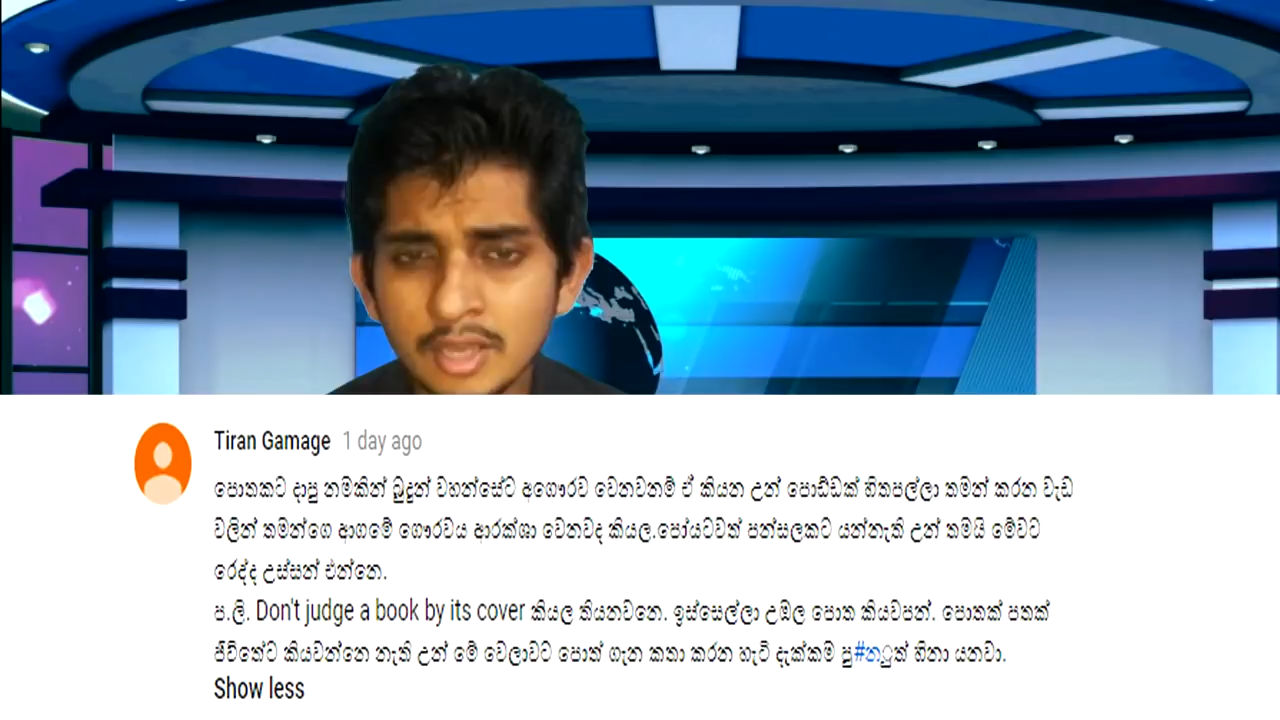 Tiran Gamage 1 day ago
පොතකට දාපු නමකින් බුදුන් වහන්සේට අගෞරව වෙනවනම් ඒ කියන උන් පොඩ්ඩක් හිතපල්ලා තමන් කරන වැඩ
වලින් තමන්ගෙ ආගමේ ගෞරවය ආරක්ශා වෙනවද කියල.පෝයටවත් පන්සලකට යන්නැති උන් තමයි මේවට
රෙද්ද උස්සන් එන්නෙ.
ප.ලි. Don't judge a book by its cover කියල තියනවනෙ. ඉස්සෙල්ලා උඹල පොත කියවපන්. පොතක් පතක්
ජීවිතේට කියවන්නෙ නැති උන් මේ වෙලාවට පොත් ගැන කතා කරන හැටි දැක්කම පු#නුත් හිනා යනවා.
Show less